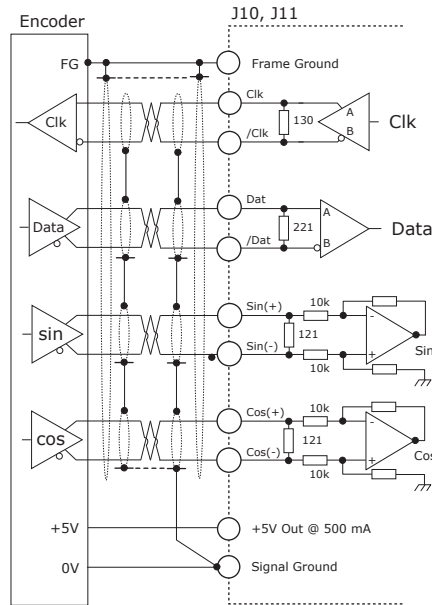 Encoder
J10, J11
FG
Frame Ground
Clk
Clk
/Clk
130
A
B
Clk
Data
Dat
/Dat
221
A
B
Data
sin
Sin(+)
Sin(-)
121
10k
10k
-
+
Sin
cos
Cos(+)
Cos(-)
121
10k
10k
-
+
Cos
+5V
+5V Out @ 500 mA
0V
Signal Ground